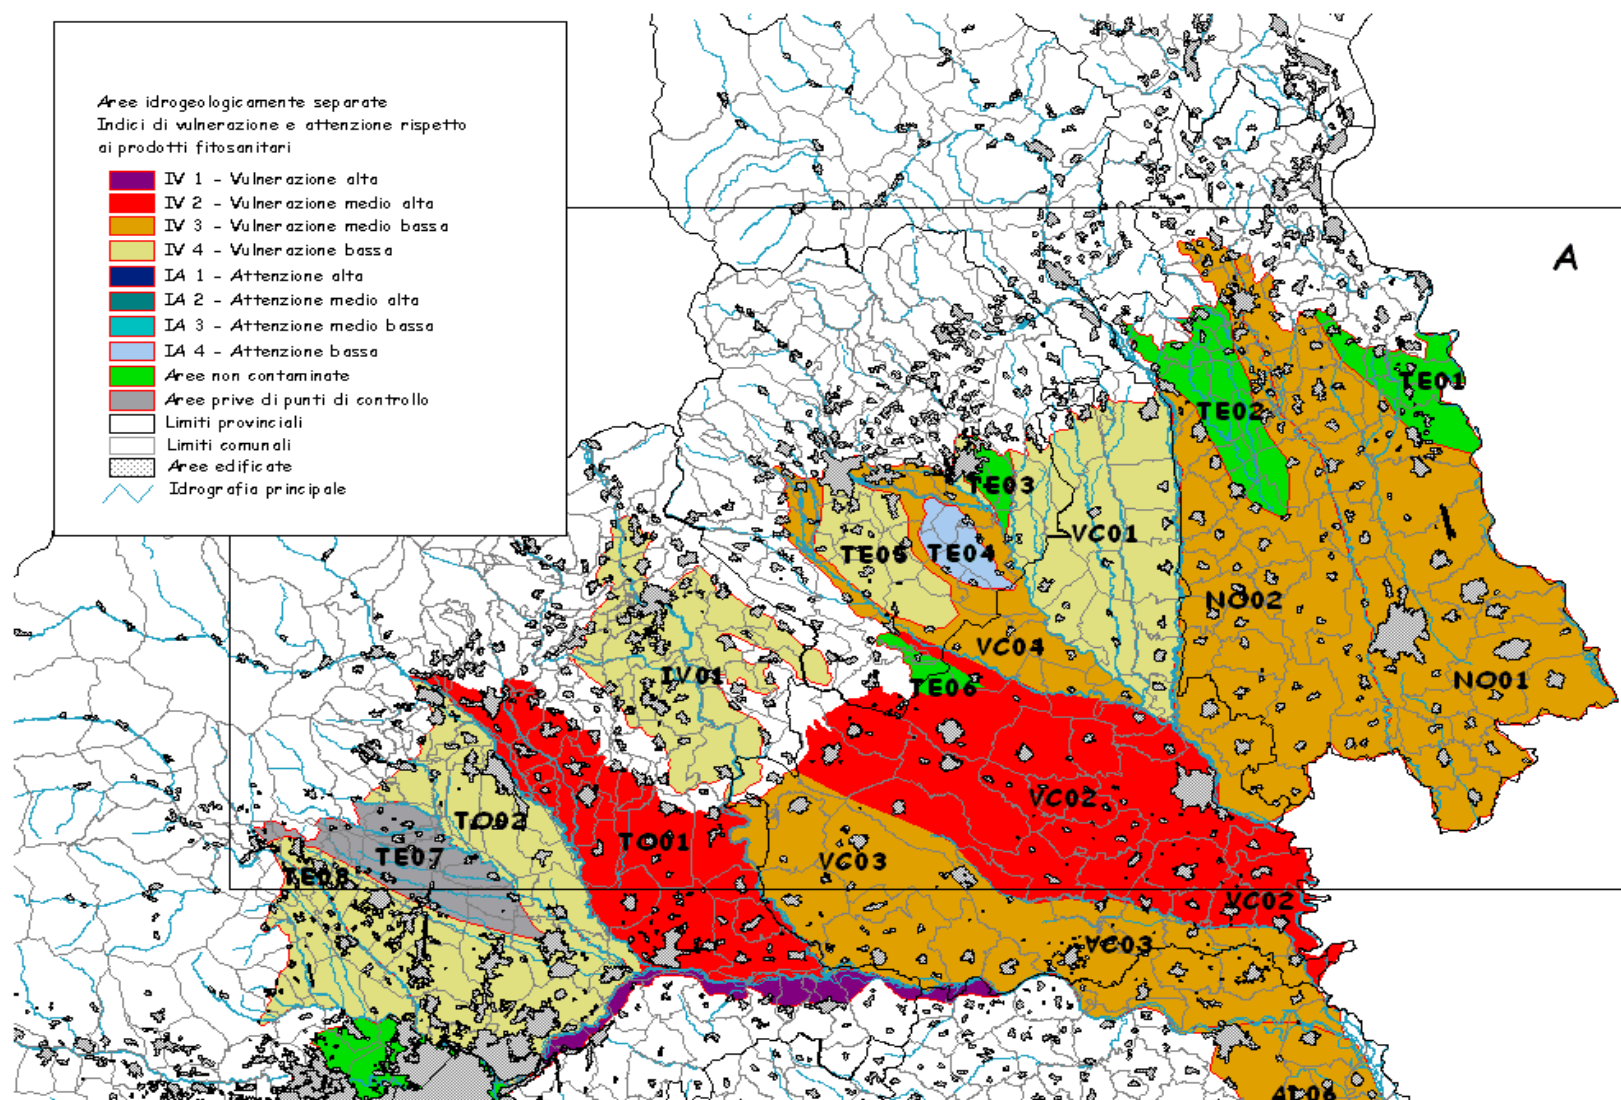 Aree idrogeologicamente separate
Indici di vulnerazione e attenzione rispetto
ai prodotti fitosanitari
IV 1 - Vulnerazione alta
IV 2 - Vulnerazione medio alta
IV 3 - Vulnerazione medio bassa
IV 4 - Vulnerazione bassa
IA 1 - Attenzione alta
IA 2 - Attenzione medio alta
IA 3 - Attenzione medio bassa
IA 4 - Attenzione bassa
Aree non contaminate
Aree prive di punti di controllo
Limiti provinciali
Limiti comunali
Aree edificate
Idrografia principale
A
TE01
TE02
TE03
VC01
TE05
TE04
NO02
VC04
IV01
TE06
NO01
VC02
TO02
TO01
TE07
VC03
TE08
VC02
VC03
AL06